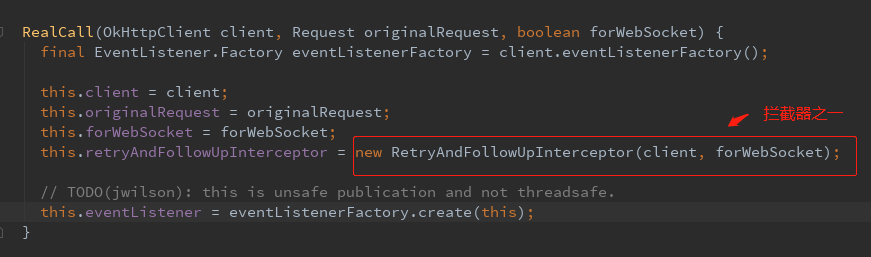 RealCall(OkHttpClient client, Request originalRequest, boolean forWebSocket) {
final EventListener.Factory eventListenerFactory = client.eventListenerFactory();
this.client = client;
this.originalRequest = originalRequest;
拦截器之一
this.forWebSocket = forWebSocket;
this.retryAndFollowUpInterceptor = new RetryAndFollowUpInterceptor(client, forWebSocket);
// TODO(jwilson): this is unsafe publication and not threadsafe.
this.eventListener = eventListenerFactory.create(this);
}